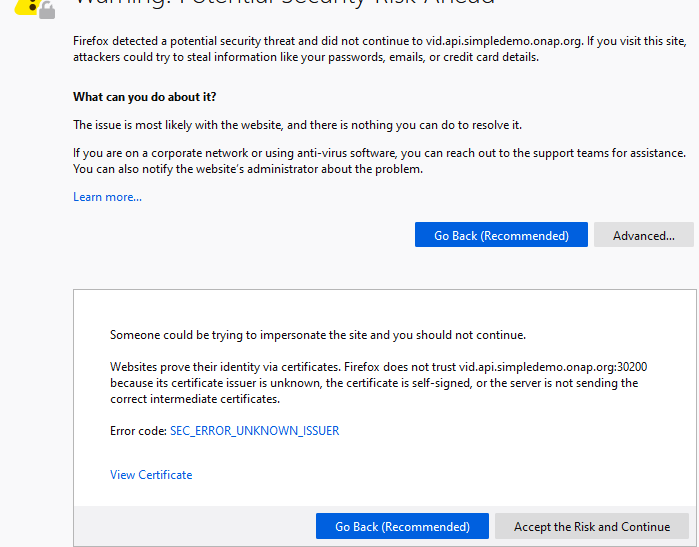 Warning: Potential Security Risk Ahead
Firefox detected a potential security threat and did not continue to vid.api.simpledemo.onap.org. If you visit this site,
attackers could try to steal information like your passwords, emails, or credit card details.
What can you do about it?
The issue is most likely with the website, and there is nothing you can do to resolve it.
If you are on a corporate network or using anti-virus software, you can reach out to the support teams for assistance.
You can also notify the website's administrator about the problem.
Learn more...
Go Back (Recommended)
Advanced...
Someone could be trying to impersonate the site and you should not continue.
Websites prove their identity via certificates. Firefox does not trust vid.api.simpledemo.onap.org:30200
because its certificate issuer is unknown, the certificate is self-signed, or the server is not sending the
correct intermediate certificates.
Error code: SEC_ERROR_UNKNOWN_ISSUER
View Certificate
Go Back (Recommended)
Accept the Risk and Continue